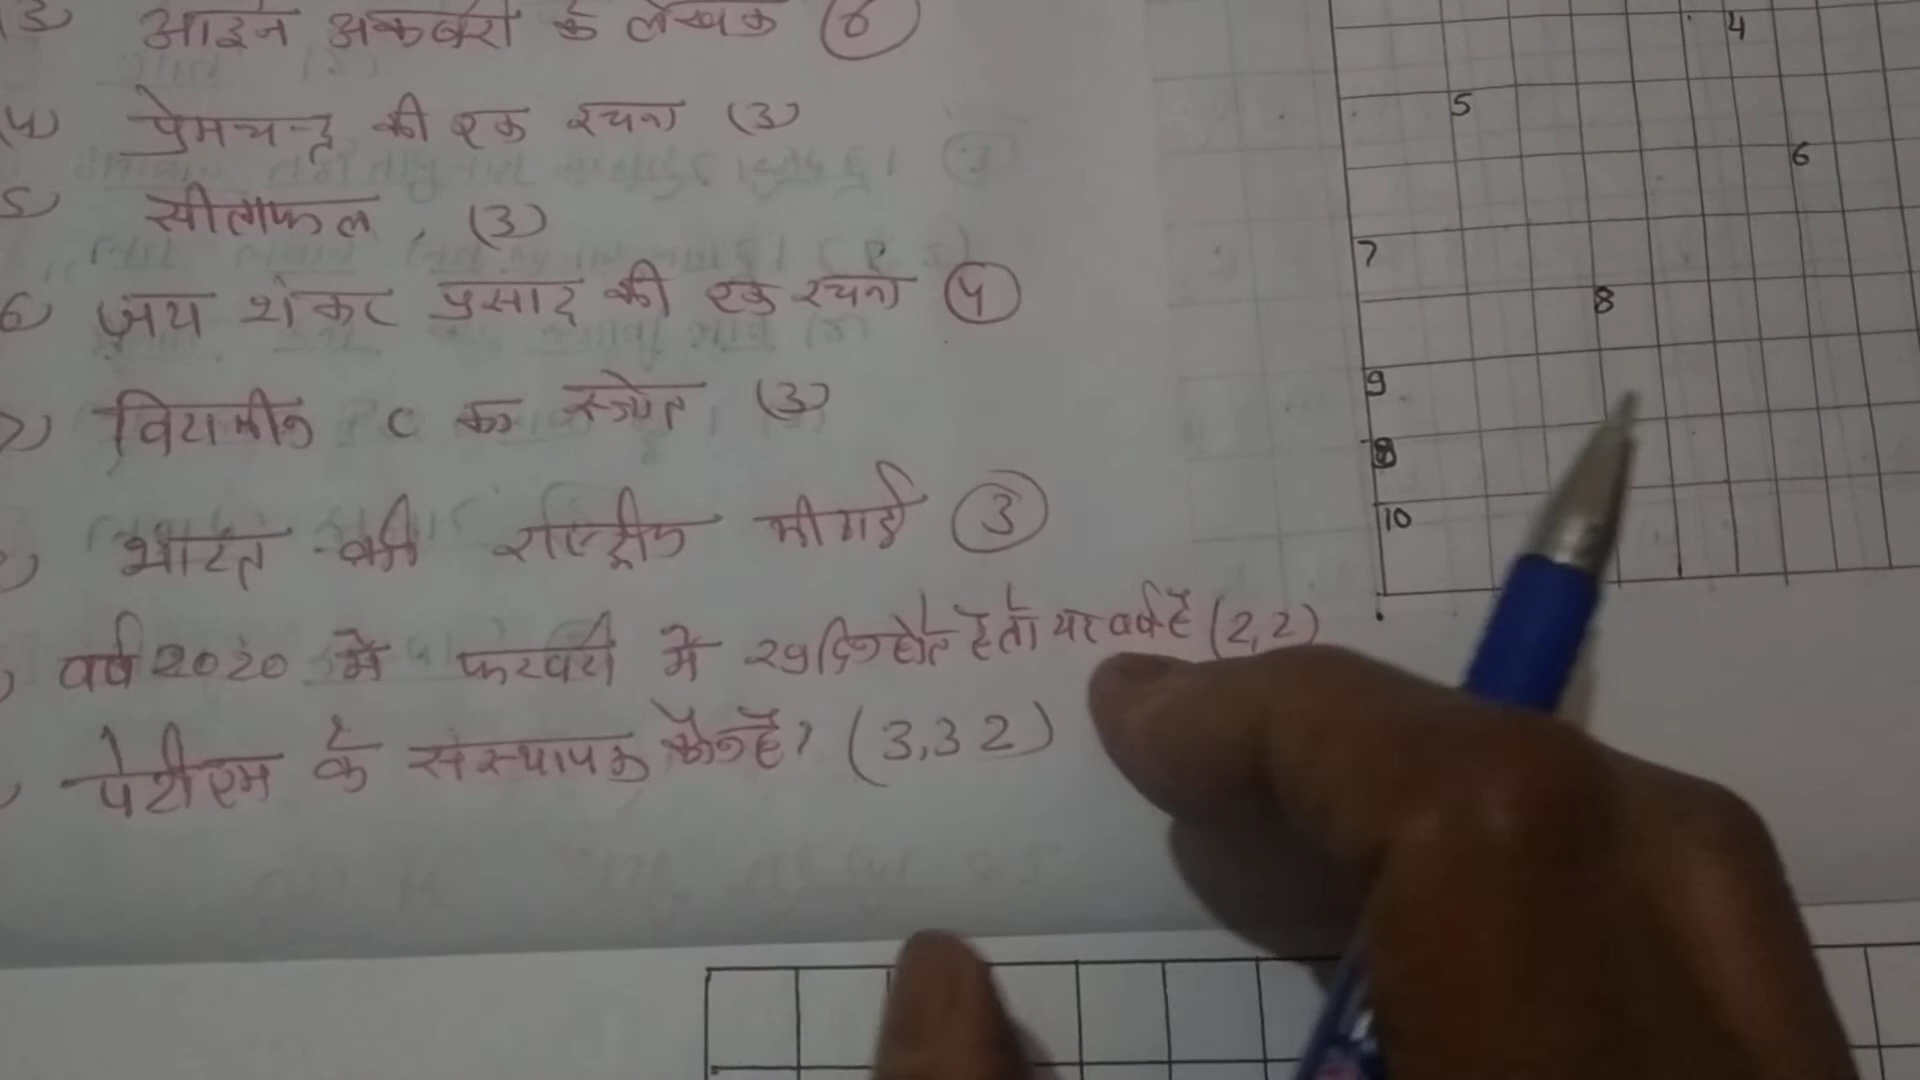 3) आइने अकबरी के लेखक (6)
(4) प्रेमचन्द्र की एक रचना (3)
5) सीताफल, (3)
6) जय शंकर प्रसाद की एक रचना (4)
7) विटामीन C का स्त्रोत (3)
भारत की राष्ट्रीय मीठाई (3)
वर्ष 2020 में फरवरी में 29 दिन होते है तो यह वर्ष है (2,2)
पेटीएम के संस्थापक कौन है? (3,3 2)
4
5
6
7
8
9
8
10